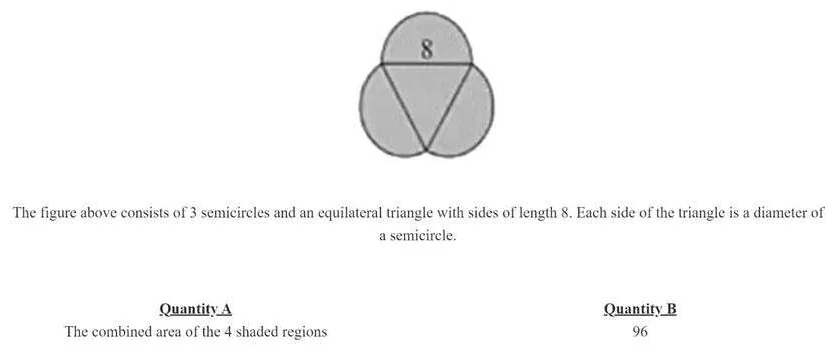 8
The figure above consists of 3 semicircles and an equilateral triangle with sides of length 8. Each side of the triangle is a diameter of
a semicircle.
Quantity A
Quantity B
The combined area of the 4 shaded regions
96